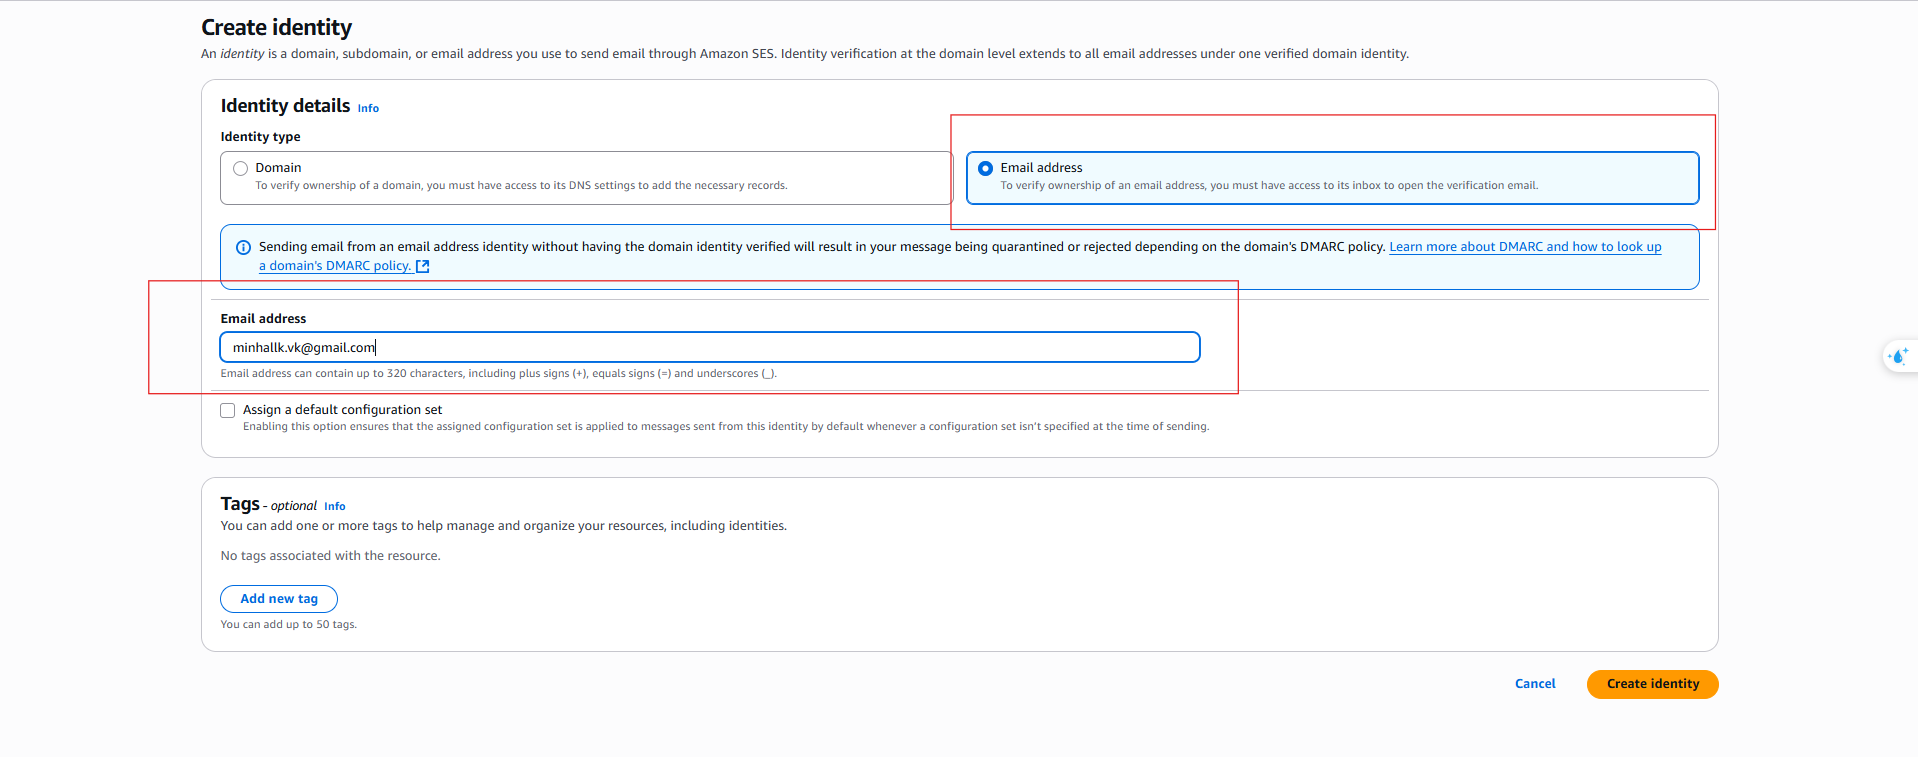 Create identity
An identity is a domain, subdomain, or email address you use to send email through Amazon SES. Identity verification at the domain level extends to all email addresses under one verified domain identity.
Identity details Info
Identity type
Domain
To verify ownership of a domain, you must have access to its DNS settings to add the necessary records.
Email address
To verify ownership of an email address, you must have access to its inbox to open the verification email.
Sending email from an email address identity without having the domain identity verified will result in your message being quarantined or rejected depending on the domain's DMARC policy. Learn more about DMARC and how to look up
a domain's DMARC policy.
Email address
minhallk.vk@gmail.com
Email address can contain up to 320 characters, including plus signs (+), equals signs (=) and underscores (_).
Assign a default configuration set
Enabling this option ensures that the assigned configuration set is applied to messages sent from this identity by default whenever a configuration set isn't specified at the time of sending.
Tags - optional Info
You can add one or more tags to help manage and organize your resources, including identities.
No tags associated with the resource.
Add new tag
You can add up to 50 tags.
Cancel
Create identity